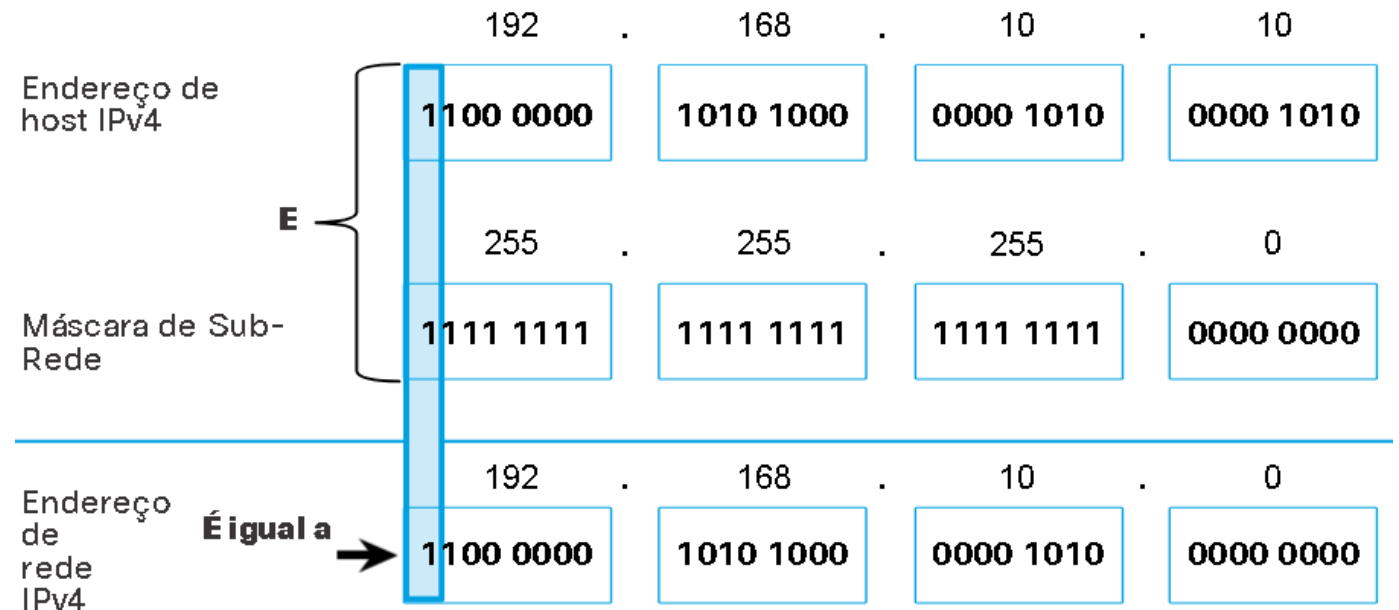 192 . 168 . 10 . 10
Endereço de
host IPv4
1100 0000 1010 1000 0000 1010 0000 1010
E
255 . 255 . 255 . 0
Máscara de Sub-
Rede
1111 1111 1111 1111 1111 1111 0000 0000
192 . 168 . 10 . 0
Endereço
de
rede
IPv4
É igual a
1100 0000 1010 1000 0000 1010 0000 0000